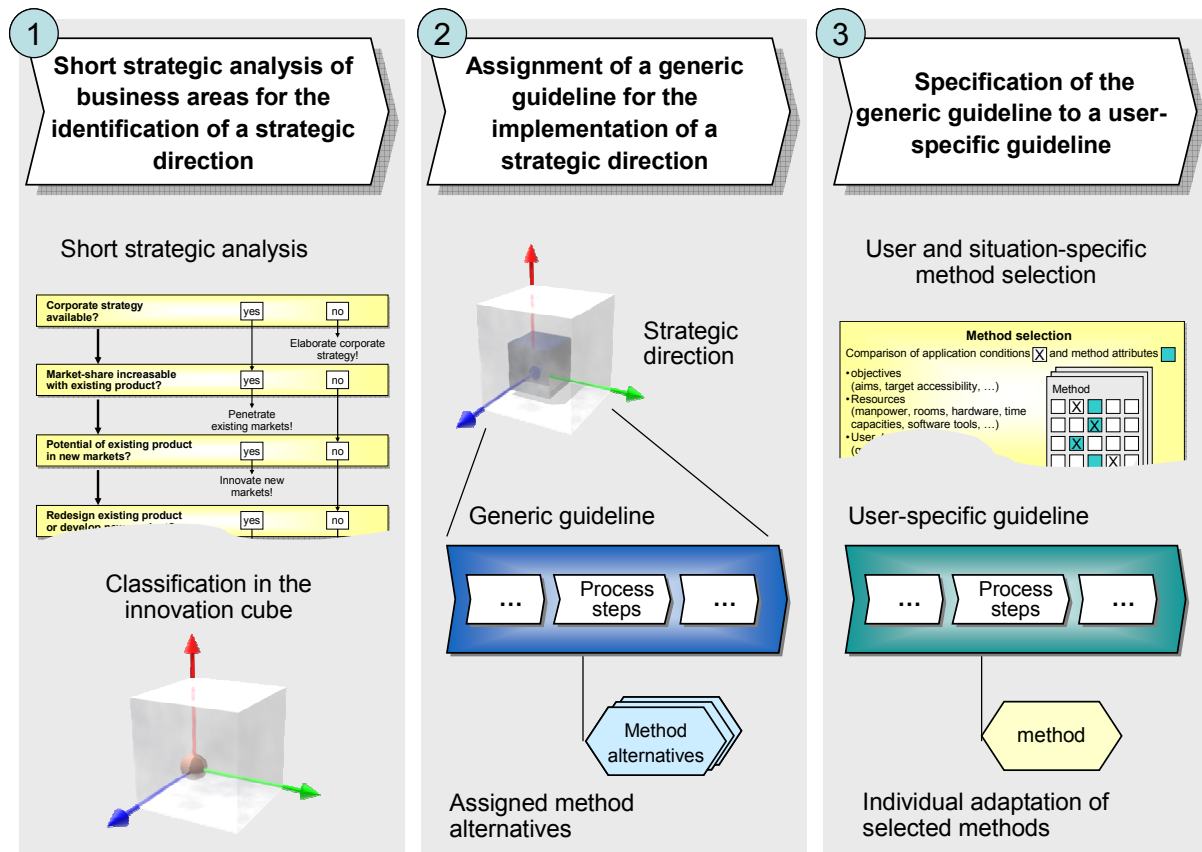 1
Short strategic analysis of
business areas for the
identification of a strategic
direction
Short strategic analysis
Corporate strategy
available?
yes
no
Elaborate corporate
strategy!
Market-share increasable
with existing product?
yes
no
Penetrate
existing markets!
Potential of existing product
in new markets?
yes
no
Innovate new
markets!
Redesign existing product
or develop
yes
no
Classification in the
innovation cube
2
Assignment of a generic
guideline for the
implementation of a
strategic direction
Strategic
direction
Generic guideline
...
Process
steps
...
Method
alternatives
Assigned method
alternatives
3
Specification of the
generic guideline to a user-
specific guideline
User and situation-specific
method selection
Method selection
Comparison of application conditions X and method attributes
•objectives
(aims, target accessibility, ...)
•Resources
(manpower, rooms, hardware, time
capacities, software tools, ...)
•User
Method
X
X
X
X
User-specific guideline
...
Process
steps
...
method
Individual adaptation of
selected methods